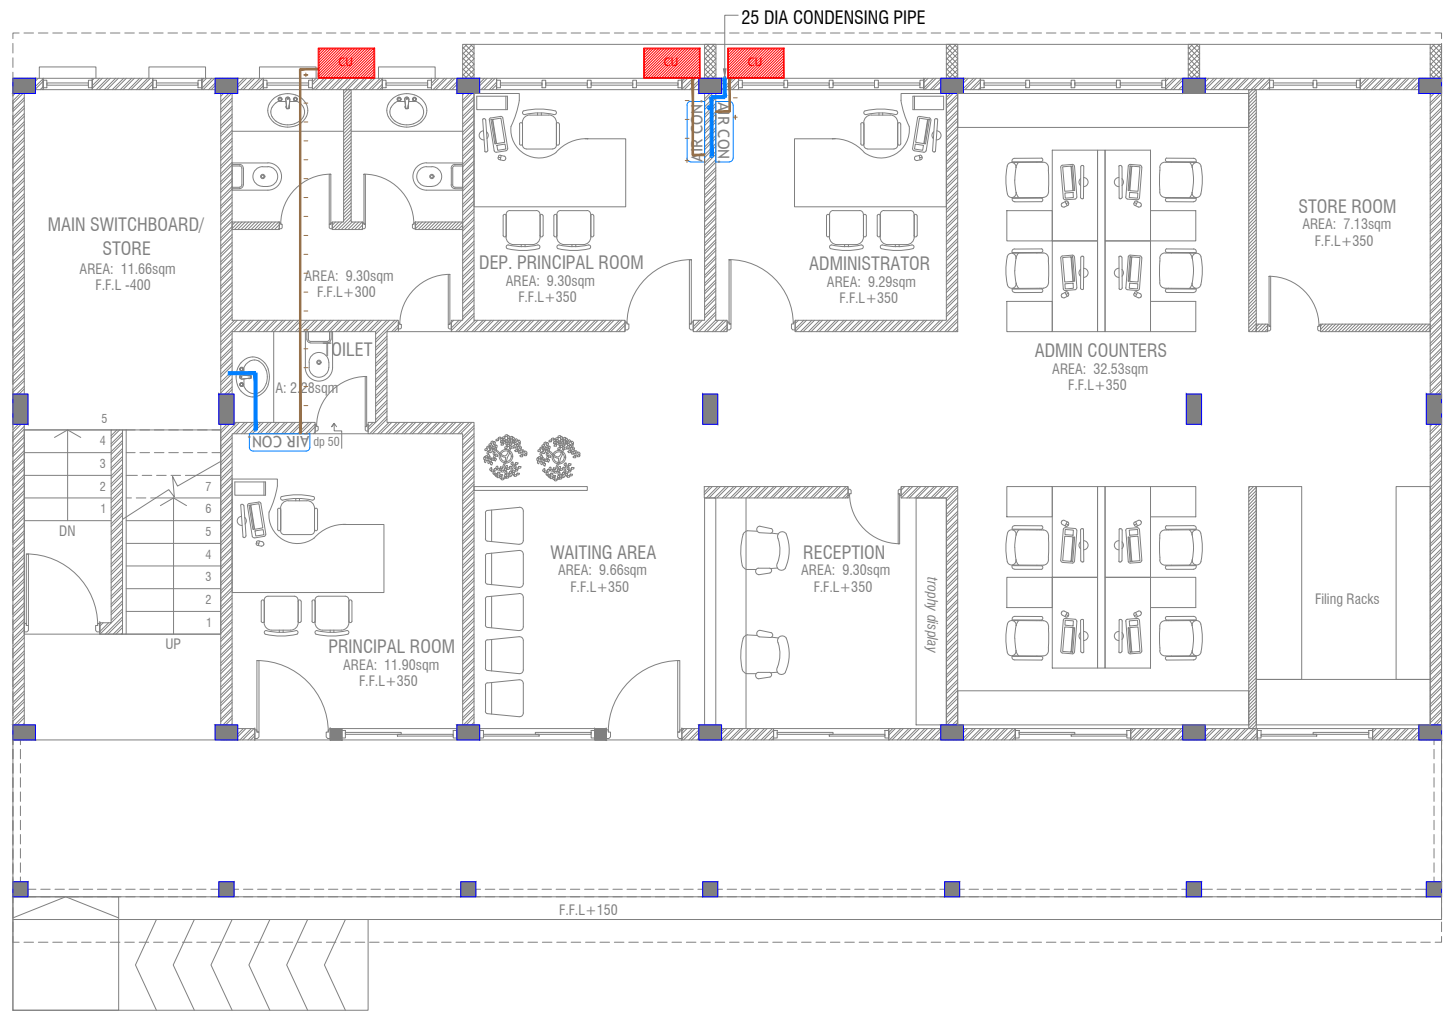 25 DIA CONDENSING PIPE
CU
CU
CU
AIR CON.
AIR CON.
MAIN SWITCHBOARD/
STORE
AREA: 11.66sqm
F.F.L -400
AREA: 9.30sqm
F.F.L+300
DEP. PRINCIPAL ROOM
AREA: 9.30sqm
F.F.L+350
ADMINISTRATOR
AREA: 9.29sqm
F.F.L+350
STORE ROOM
AREA: 7.13sqm
F.F.L+350
TOILET
A: 2.28sqm
ADMIN COUNTERS
AREA: 32.53sqm
F.F.L+350
AIR CON
dp 50
5
4
3
2
1
DN
7
6
5
4
3
2
1
UP
WAITING AREA
AREA: 9.66sqm
F.F.L+350
RECEPTION
AREA: 9.30sqm
F.F.L+350
trophy display
Filing Racks
PRINCIPAL ROOM
AREA: 11.90sqm
F.F.L+350
F.F.L+150